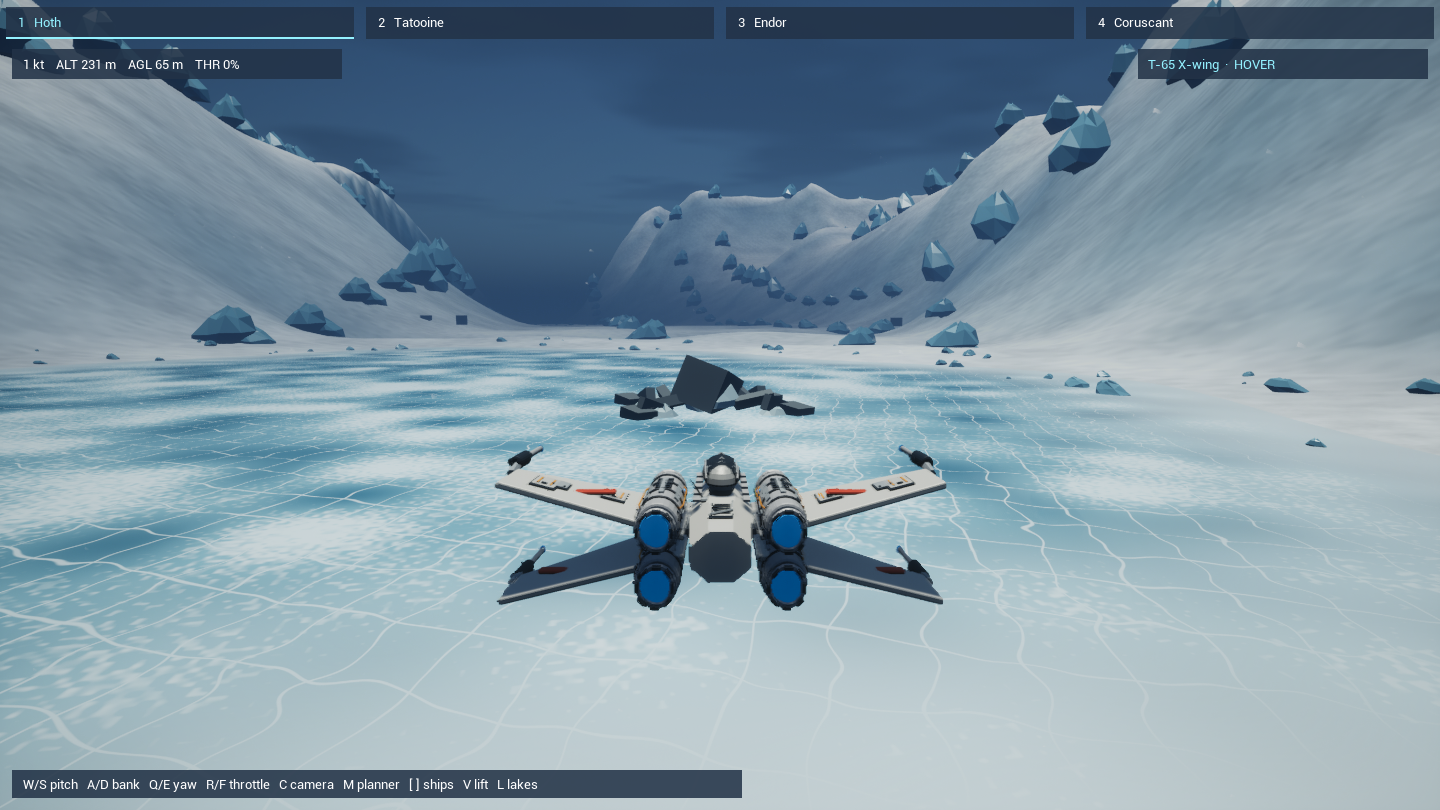 1 Hoth
2 Tatooine
3 Endor
4 Coruscant
1 kt ALT 231 m AGL 65 m THR 0%
T-65 X-wing · HOVER
W/S pitch A/D bank Q/E yaw R/F throttle C camera M planner [ ] ships V lift L lakes